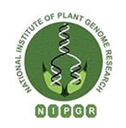 NATIONAL INSTITUTE OF PLANT GENOME RESEARCH
NIPGR